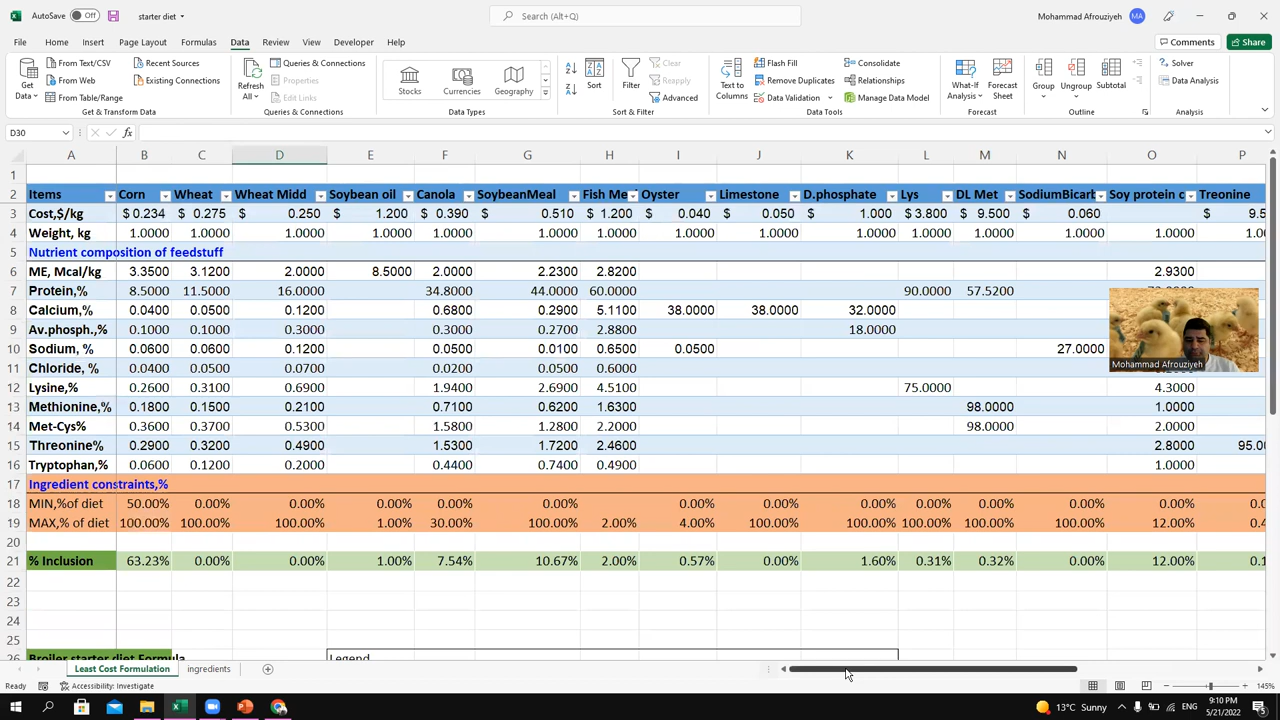 AutoSave Off starter diet Search (Alt+Q) Mohammad Afrouziyeh MA
File Home Insert Page Layout Formulas Data Review View Developer Help Comments Share
Get Data From Text/CSV From Web From Table/Range Recent Sources Existing Connections
Refresh All Queries & Connections Properties Edit Links
Stocks Currencies Geography
Sort Filter Clear Reapply Advanced
Text to Columns Flash Fill Remove Duplicates Data Validation Consolidate Relationships Manage Data Model
What-If Analysis Forecast Sheet Group Ungroup Subtotal Solver Data Analysis
Get & Transform Data Queries & Connections Data Types Sort & Filter Data Tools Forecast Outline Analysis
D30 fx
A B C D E F G H I J K L M N O P
1
2 Items Corn Wheat Wheat Midd Soybean oil Canola SoybeanMeal Fish Me Oyster Limestone D.phosphate Lys DL Met SodiumBicart Soy protein c Treonine
3 Cost,$/kg $ 0.234 $ 0.275 $ 0.250 $ 1.200 $ 0.390 $ 0.510 $ 1.200 $ 0.040 $ 0.050 $ 1.000 $ 3.800 $ 9.500 $ 0.060 $ 9.5
4 Weight, kg 1.0000 1.0000 1.0000 1.0000 1.0000 1.0000 1.0000 1.0000 1.0000 1.0000 1.0000 1.0000 1.0000 1.0000 1.0
5 Nutrient composition of feedstuff
6 ME, Mcal/kg 3.3500 3.1200 2.0000 8.5000 2.0000 2.2300 2.8200 2.9300
7 Protein,% 8.5000 11.5000 16.0000 34.8000 44.0000 60.0000 90.0000 57.5200
8 Calcium,% 0.0400 0.0500 0.1200 0.6800 0.2900 5.1100 38.0000 38.0000 32.0000
9 Av.phosph.,% 0.1000 0.1000 0.3000 0.3000 0.2700 2.8800 18.0000
10 Sodium, % 0.0600 0.0600 0.1200 0.0500 0.0100 0.6500 0.0500 27.0000
11 Chloride, % 0.0400 0.0500 0.0700 0.0500 0.6000
12 Lysine,% 0.2600 0.3100 0.6900 1.9400 2.6900 4.5100 75.0000 4.3000
13 Methionine,% 0.1800 0.1500 0.2100 0.7100 0.6200 1.6300 98.0000 1.0000
14 Met-Cys% 0.3600 0.3700 0.5300 1.5800 1.2800 2.2000 98.0000 2.0000
15 Threonine% 0.2900 0.3200 0.4900 1.5300 1.7200 2.4600 2.8000 95.0
16 Tryptophan,% 0.0600 0.1200 0.2000 0.4400 0.7400 0.4900 1.0000
17 Ingredient constraints,%
18 MIN,%of diet 50.00% 0.00% 0.00% 0.00% 0.00% 0.00% 0.00% 0.00% 0.00% 0.00% 0.00% 0.00% 0.0
19 MAX,% of diet 100.00% 100.00% 100.00% 1.00% 30.00% 100.00% 2.00% 4.00% 100.00% 100.00% 100.00% 100.00% 100.00% 12.00% 0.4
20
21 % Inclusion 63.23% 0.00% 0.00% 1.00% 7.54% 10.67% 2.00% 0.57% 0.00% 1.60% 0.31% 0.32% 0.00% 12.00% 0.1
22
23
24
25
26 Broiler starter diet Formula Legend
Mohammad Afrouziyeh
Least Cost Formulation ingredients
Ready Accessibility: Investigate 145%
13°C Sunny 9:10 PM
5/21/2022